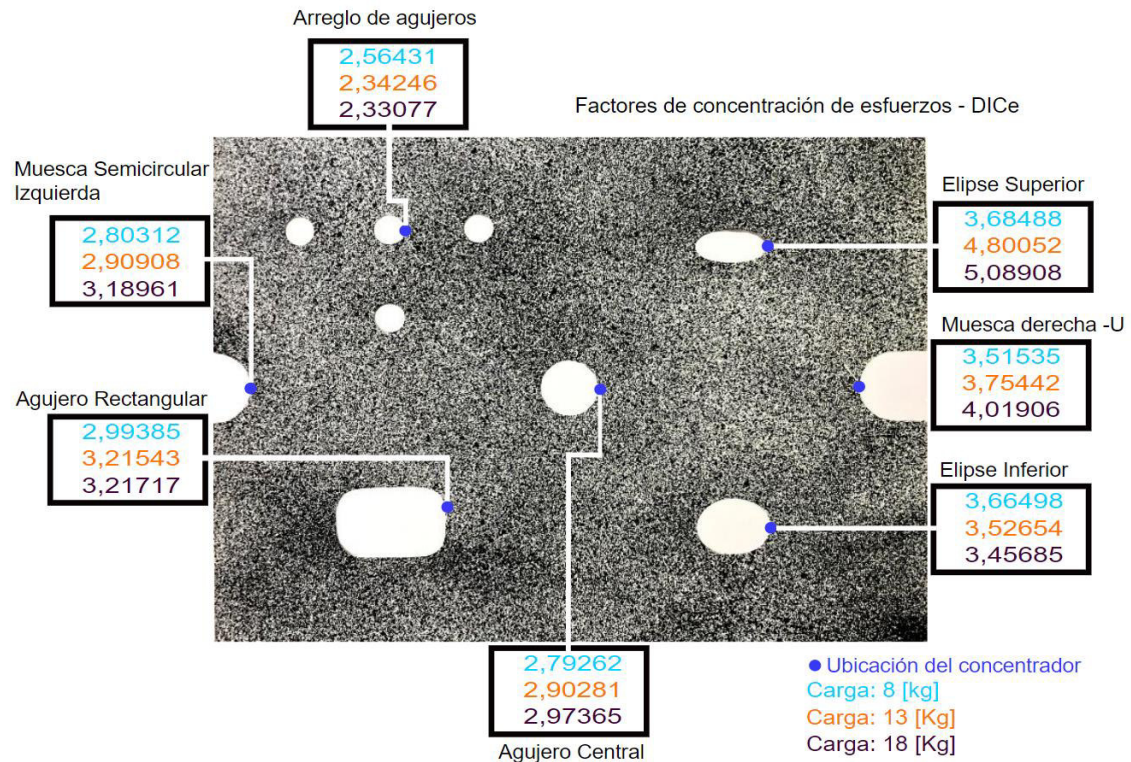 Arreglo de agujeros
2,56431
2,34246
2,33077
Factores de concentración de esfuerzos - DICe
Muesca Semicircular
Izquierda
2,80312
2,90908
3,18961
Elipse Superior
3,68488
4,80052
5,08908
Muesca derecha -U
3,51535
3,75442
4,01906
Agujero Rectangular
2,99385
3,21543
3,21717
Elipse Inferior
3,66498
3,52654
3,45685
2,79262
2,90281
2,97365
Agujero Central
Ubicación del concentrador
Carga: 8 [kg]
Carga: 13 [Kg]
Carga: 18 [Kg]